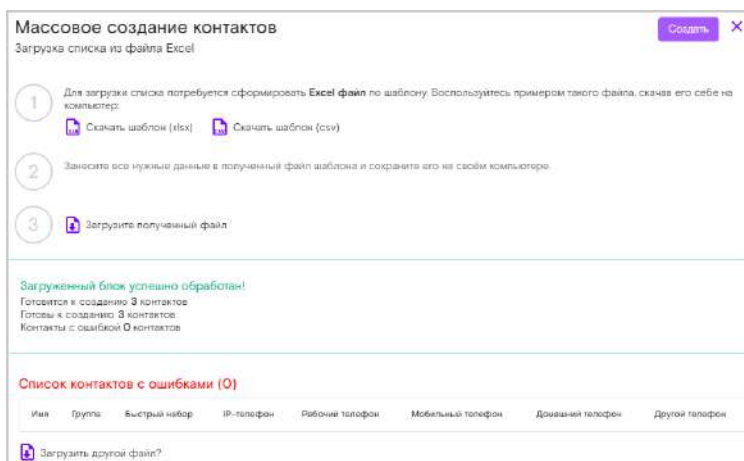 Массовое создание контактов
Создать
Загрузка списка из файла Excel
1
Для загрузки списка потребуется сформировать Excel файл по шаблону. Воспользуйтесь примером такого файла, скачав его себе на
компьютер:
Скачать шаблон (xlsx) Скачать шаблон (csv)
2
Занесите все нужные данные в полученный файл шаблона и сохраните его на своём компьютере.
3
Загрузите полученный файл
Загруженный блок успешно обработан!
Готовится к созданию 3 контактов
Готовы к созданию 3 контактов
Контакты с ошибкой 0 контактов
Список контактов с ошибками (0)
Имя Группа Быстрый набор IP-телефон Рабочий телефон Мобильный телефон Домашний телефон Другой телефон
Загрузить другой файл?